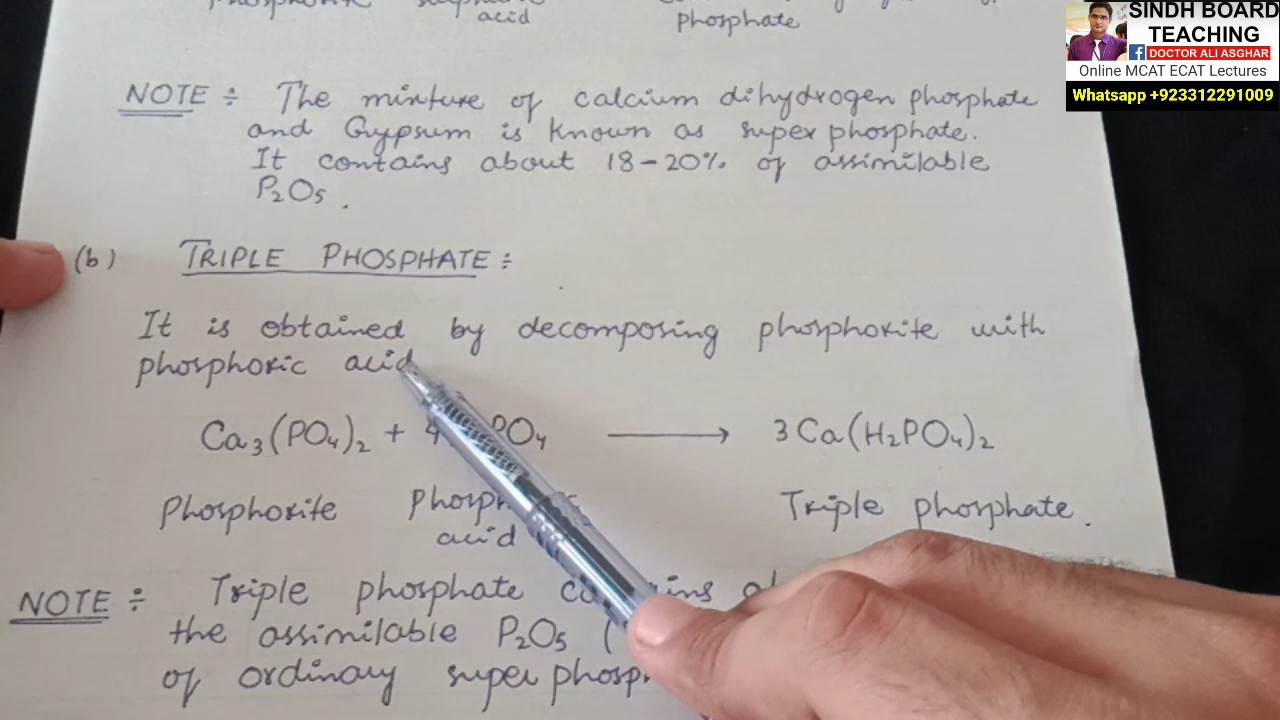 acid
phosphate
NOTE :- The mixture of calcium dihydrogen phosphate
and Gypsum is known as super phosphate.
It contains about 18-20% of assimilable
P₂O₅.
(b) TRIPLE PHOSPHATE :-
It is obtained by decomposing phosphorite with
phosphoric acid
Ca₃(PO₄)₂ + 4 PO₄ ⟶ 3Ca(H₂PO₄)₂
Phosphorite Phosph Triple phosphate.
acid
NOTE :- Triple phosphate
the assimilable P₂O₅ (
of ordinary super phosp
SINDH BOARD
TEACHING
f DOCTOR ALI ASGHAR
Online MCAT ECAT Lectures
Whatsapp +923312291009